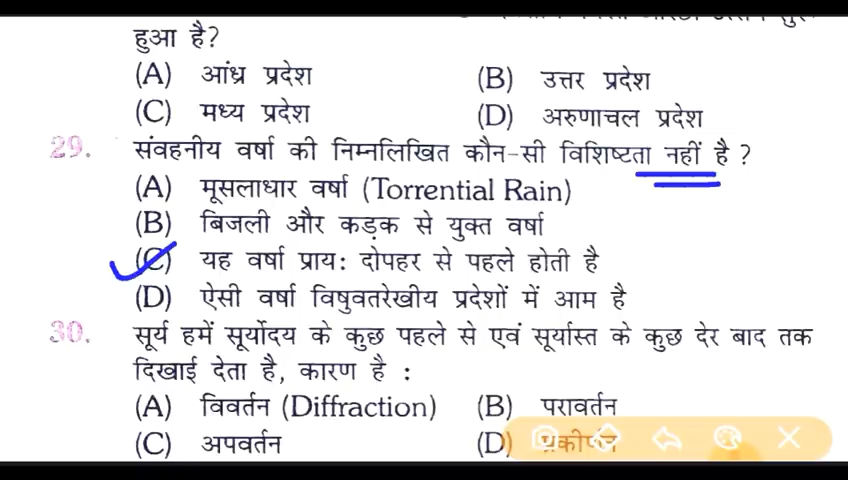 हुआ है?
(A) आंध्र प्रदेश (B) उत्तर प्रदेश
(C) मध्य प्रदेश (D) अरुणाचल प्रदेश
29. संवहनीय वर्षा की निम्नलिखित कौन-सी विशिष्टता नहीं है ?
(A) मूसलाधार वर्षा (Torrential Rain)
(B) बिजली और कड़क से युक्त वर्षा
(C) यह वर्षा प्राय: दोपहर से पहले होती है
(D) ऐसी वर्षा विषुवतरेखीय प्रदेशों में आम है
30. सूर्य हमें सूर्योदय के कुछ पहले से एवं सूर्यास्त के कुछ देर बाद तक
दिखाई देता है, कारण है :
(A) विवर्तन (Diffraction) (B) परावर्तन
(C) अपवर्तन (D) प्रकीर्णन